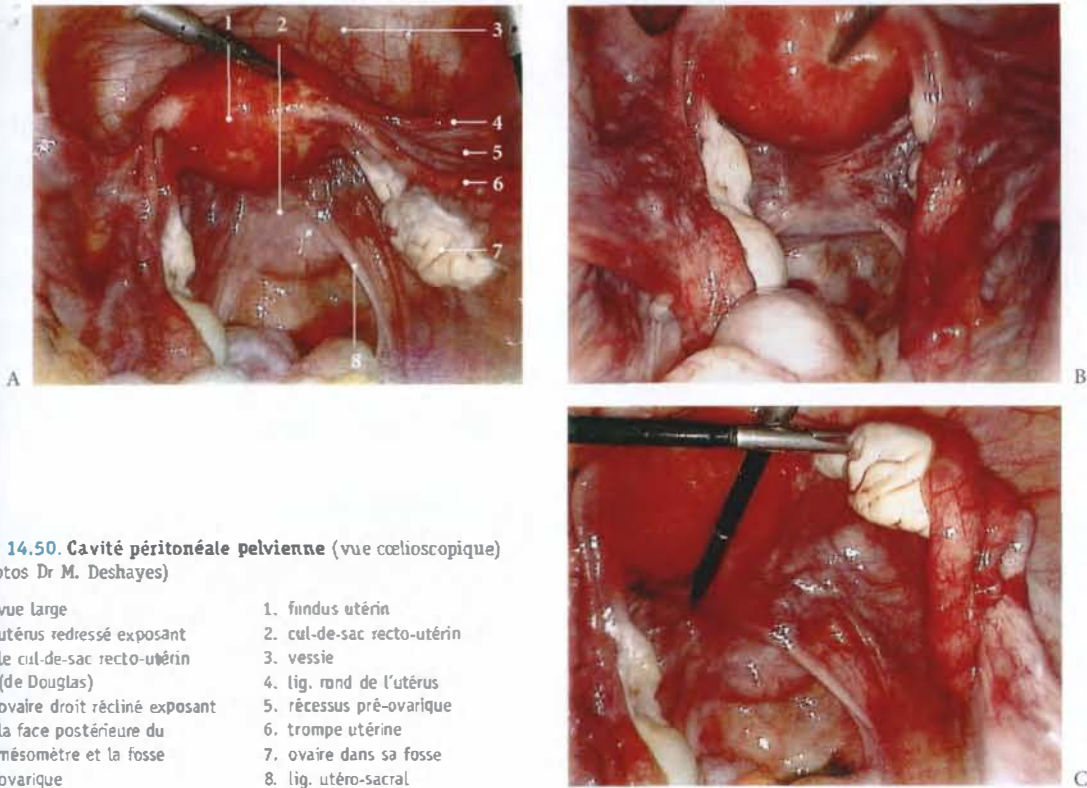 1
2
3
4
5
6
7
8
A
B
C
14.50. Cavité péritonéale pelvienne (vue cœlioscopique)
otos Dr M. Deshayes)
vue large
utérus redressé exposant
le cul-de-sac recto-utérin
(de Douglas)
ovaire droit récliné exposant
la face postérieure du
mésomètre et la fosse
ovarique
1. fundus utérin
2. cul-de-sac recto-utérin
3. vessie
4. lig. rond de l'utérus
5. récessus pré-ovarique
6. trompe utérine
7. ovaire dans sa fosse
8. lig. utéro-sacral